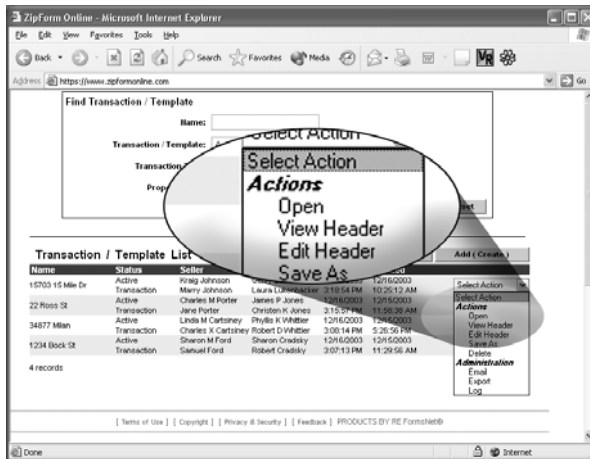 ZipForm Online - Microsoft Internet Explorer
File Edit View Favorites Tools Help
Back Search Favorites Media
Address https://www.zipformonline.com Go
Find Transaction / Template
Name:
Transaction / Template:
Transaction
Select Action
Select Action
Actions
Open
View Header
Edit Header
Save As
Transaction / Template List
Add ( Create )
Name Status Seller
15703 15 Mile Dr Active Kraig Johnson 12/16/2003 12/16/2003 Select Action
Transaction Marry Johnson Laura 3:18:54 PM 10:25:12 AM
22 Ross St Active Charles M Porter James P Jones 12/16/2003 12/15/2003
Transaction Jane Porter Christen K Jones 3:15:57 PM 11:58:38 AM
34877 Milan Active Linda M Cartsiney Phyllis K Whittier 12/16/2003 12/15/2003
Transaction Charles X Cartsiney Robert D Whittier 3:08:14 PM 5:26:56 PM
1234 Bock St Active Sharon M Ford Sharon Cradsky 12/16/2003 12/15/2003
Transaction Samuel Ford Robert Cradsky 3:07:13 PM 11:29:56 AM
4 records
Select Action
Actions
Open
View Header
Edit Header
Save As
Delete
Administration
Email
Export
Log
[ Terms of Use ] [ Copyright ] [ Privacy & Security ] [ Feedback ] PRODUCTS BY RE FormsNet®
Done Internet